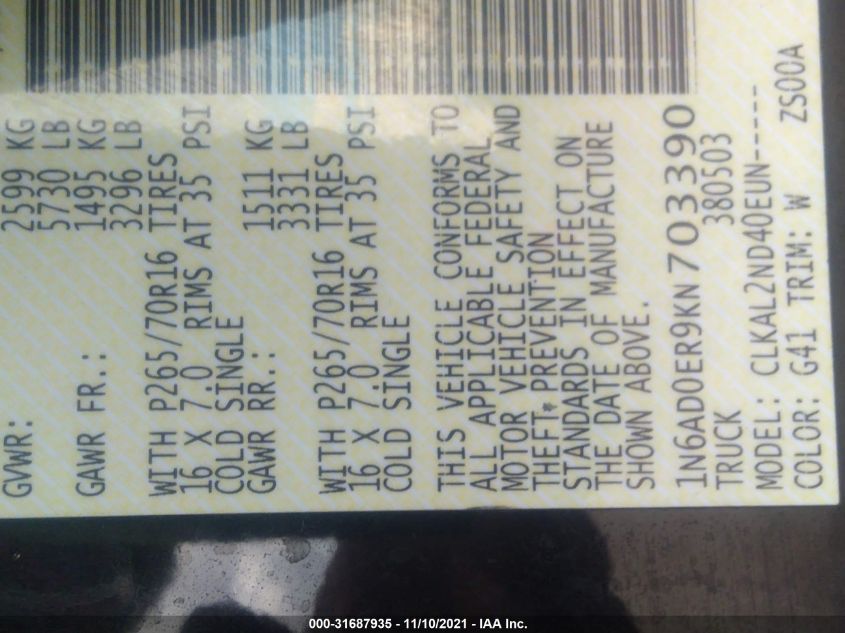 GVWR: 2599 KG
5730 LB
GAWR FR.: 1495 KG
3296 LB
WITH P265/70R16 TIRES
16 X 7.0 RIMS AT 35 PSI
COLD SINGLE
GAWR RR.: 1511 KG
3331 LB
WITH P265/70R16 TIRES
16 X 7.0 RIMS AT 35 PSI
COLD SINGLE
THIS VEHICLE CONFORMS TO
ALL APPLICABLE FEDERAL
MOTOR VEHICLE SAFETY AND
THEFT PREVENTION
STANDARDS IN EFFECT ON
THE DATE OF MANUFACTURE
SHOWN ABOVE.
1N6AD0ER9KN703390
TRUCK 380503
MODEL: CLKAL2ND40EUN-----
COLOR: G41 TRIM: W ZS00A
000-31687935 - 11/10/2021 - IAA Inc.